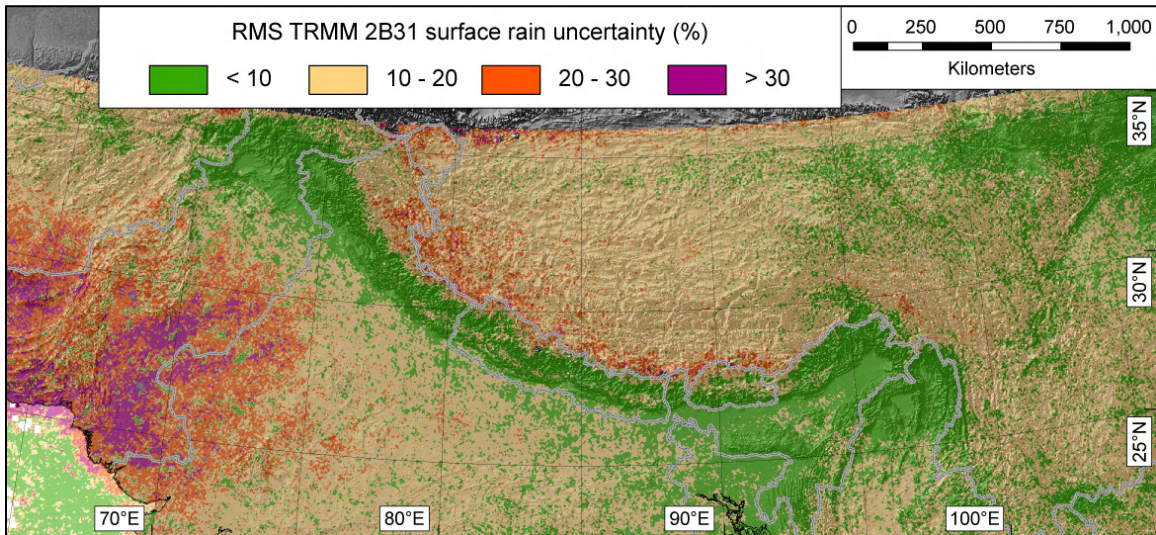 RMS TRMM 2B31 surface rain uncertainty (%)
< 10
10 - 20
20 - 30
> 30
0 250 500 750 1,000
Kilometers
35°N
30°N
25°N
70°E
80°E
90°E
100°E